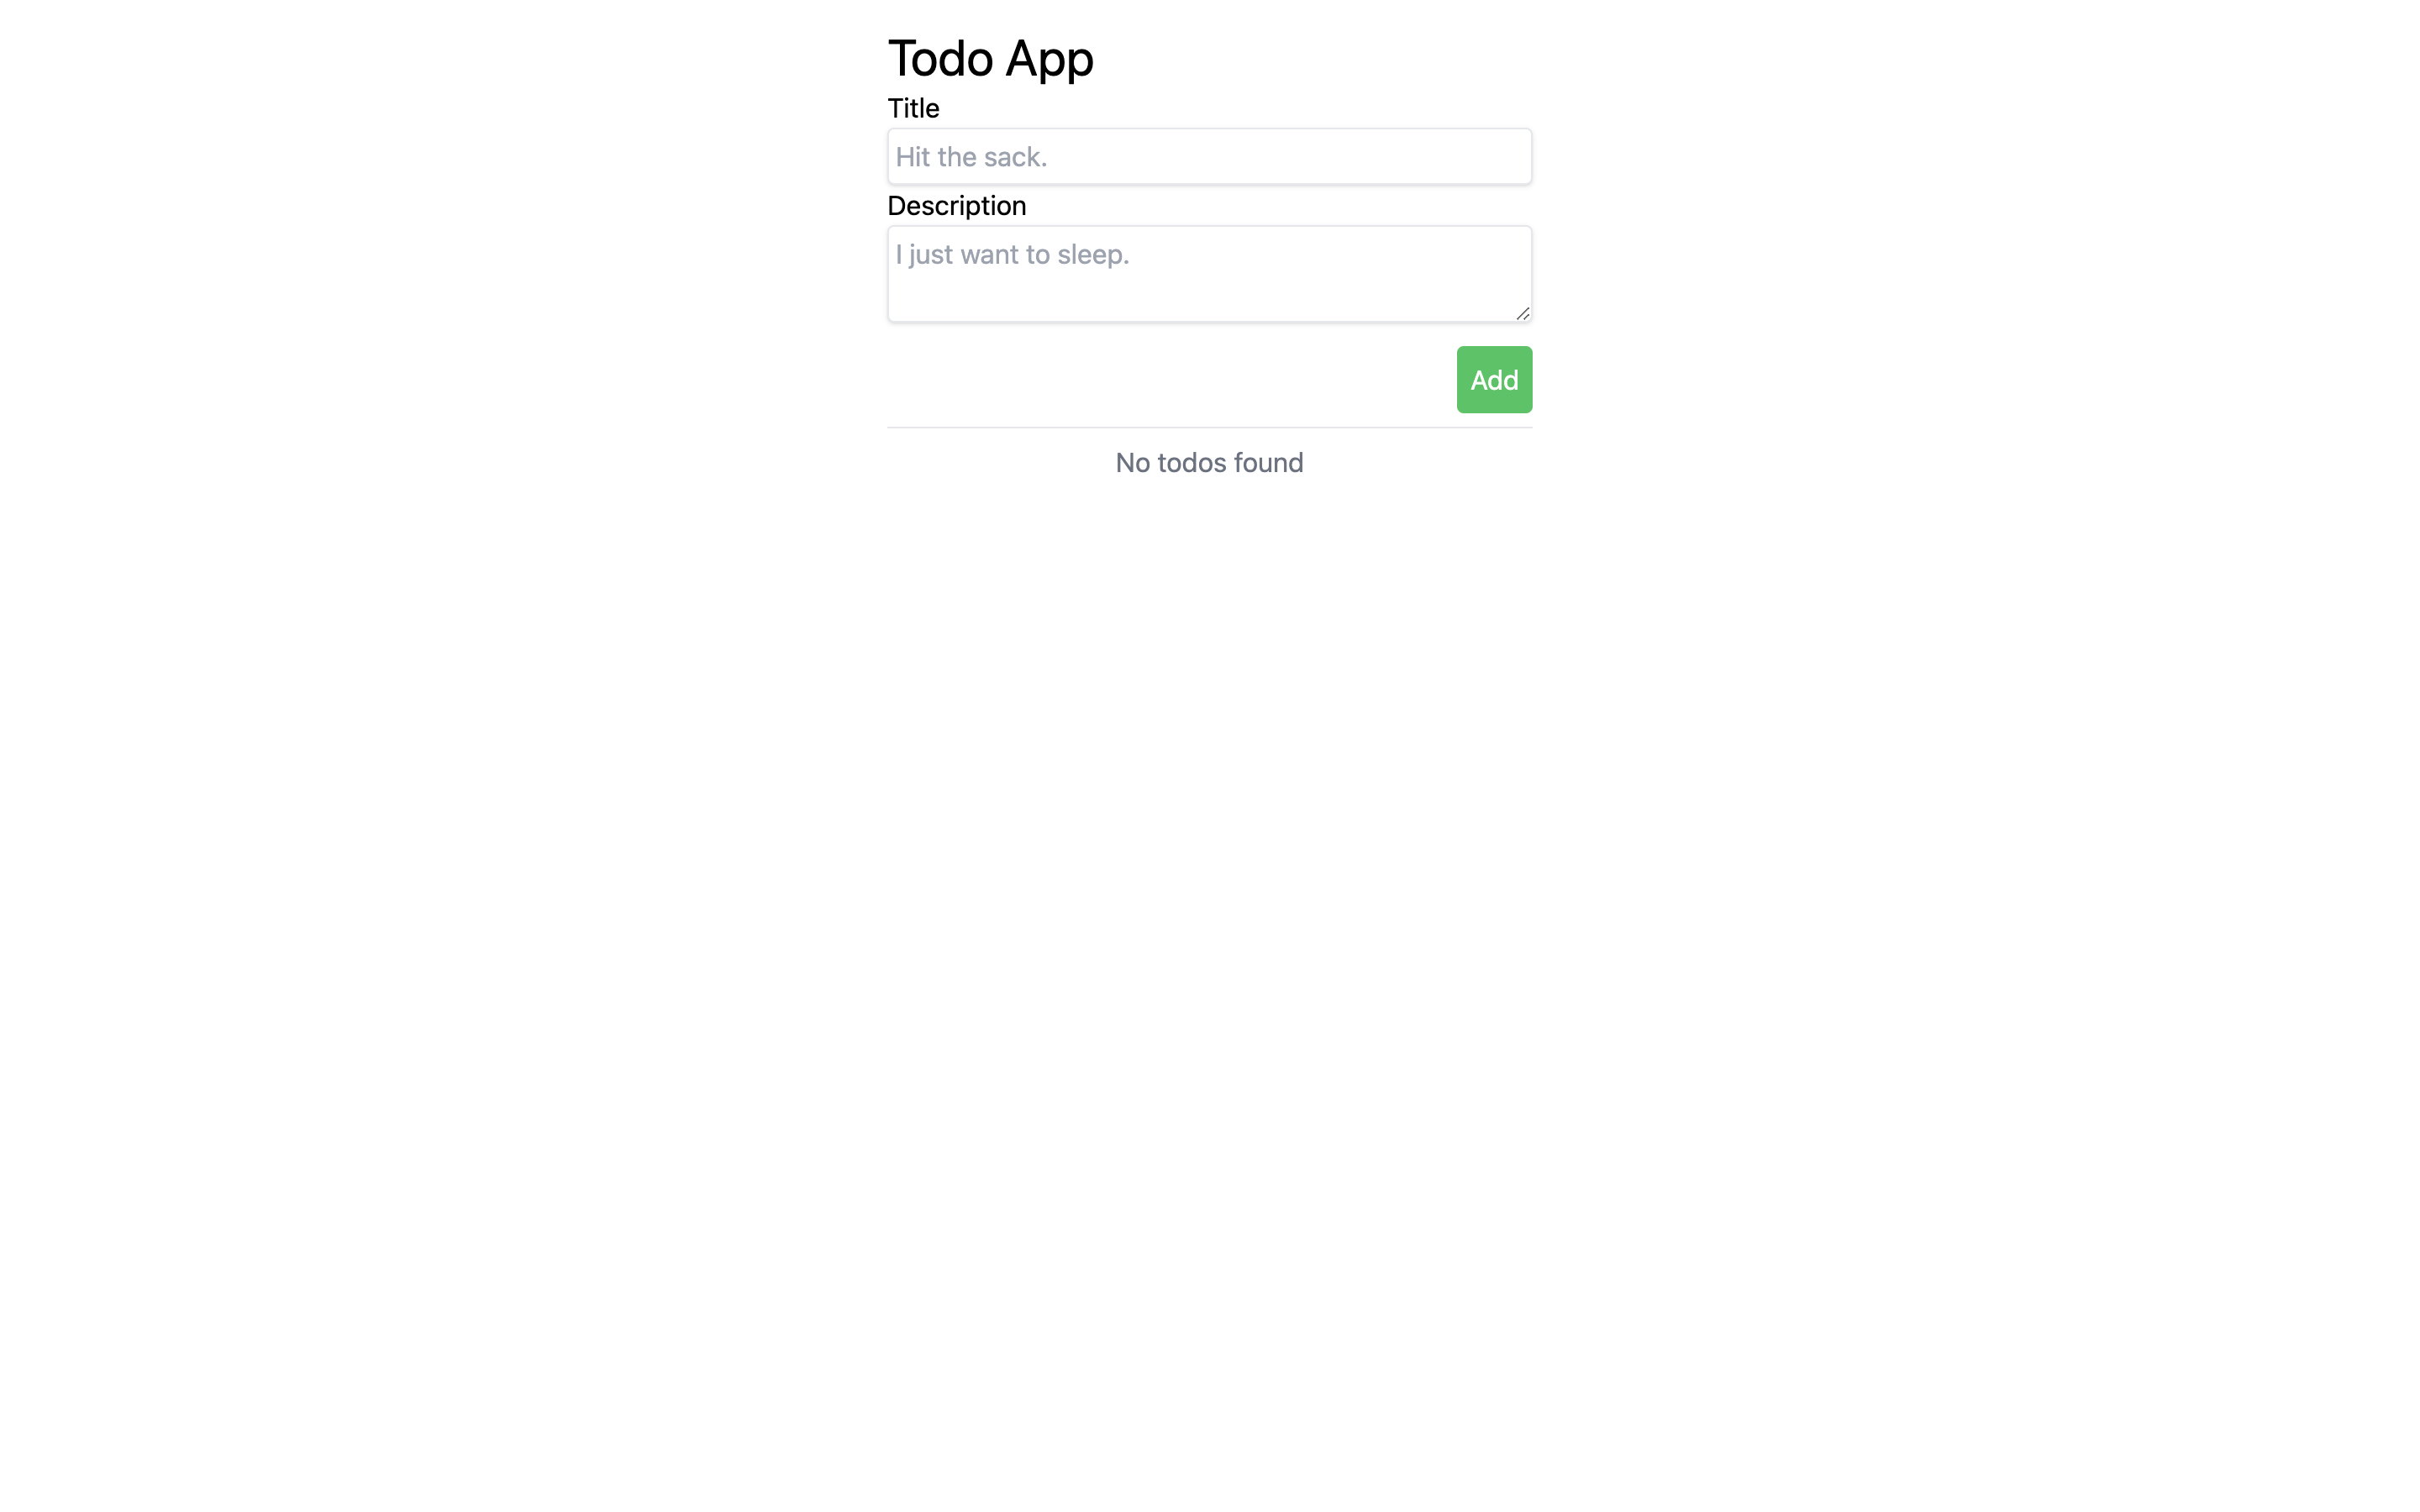 Todo App
Title
Hit the sack.
Description
I just want to sleep.
Add
No todos found